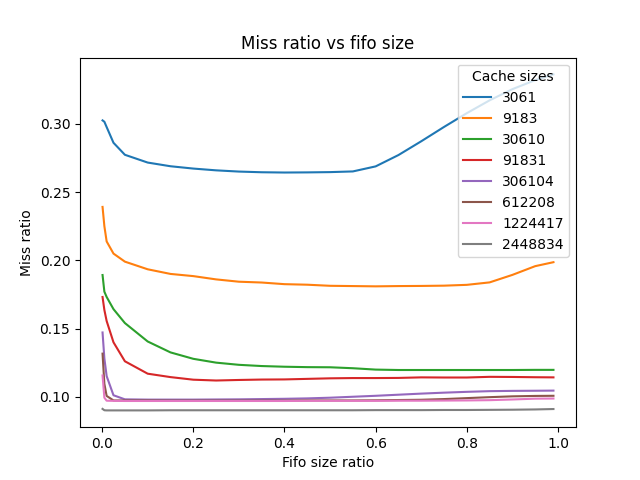 Miss ratio vs fifo size
Cache sizes
3061
9183
30610
91831
306104
612208
1224417
2448834
Miss ratio
0.30
0.25
0.20
0.15
0.10
0.0 0.2 0.4 0.6 0.8 1.0
Fifo size ratio